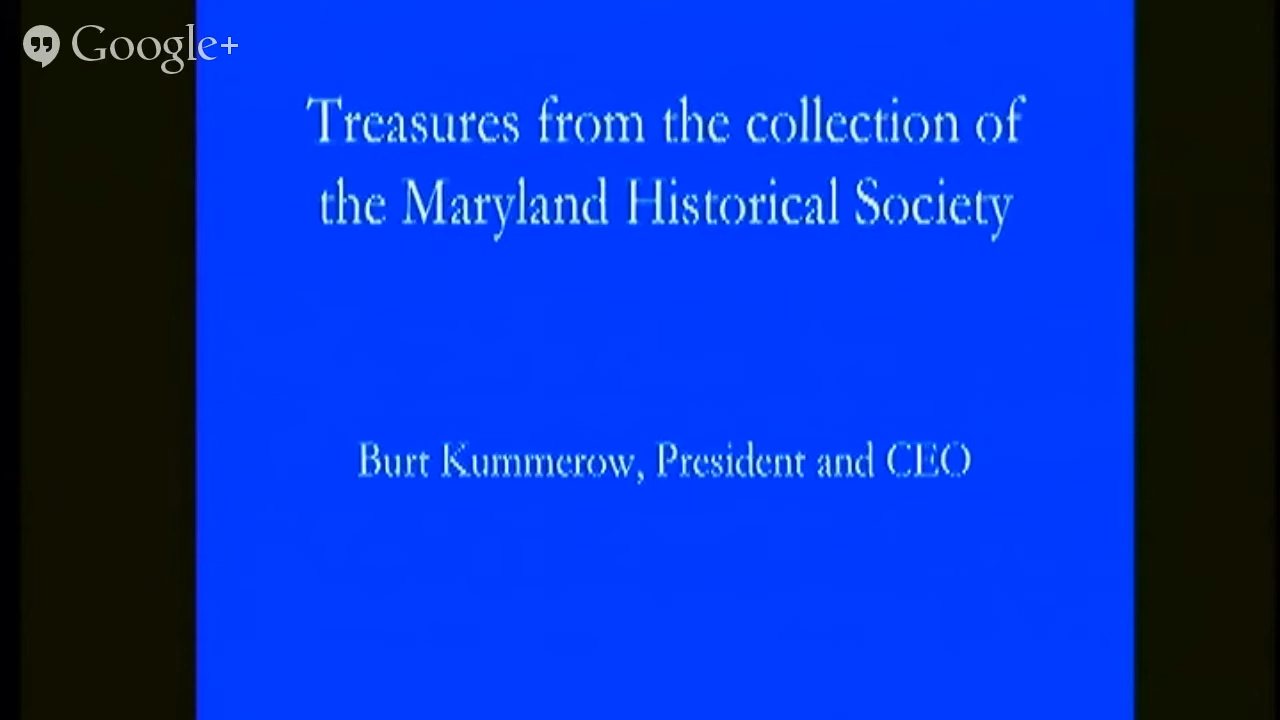 Google+
Treasures from the collection of
the Maryland Historical Society
Burt Kummerow, President and CEO